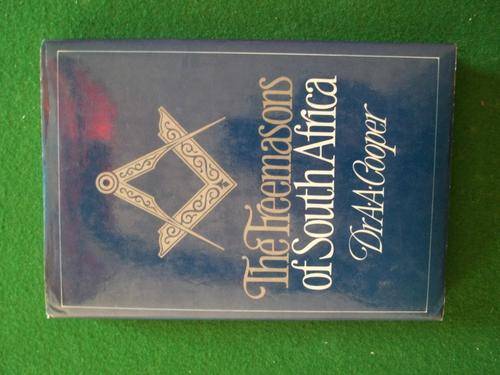 The Freemasons
of South Africa
Dr A·A·Cooper